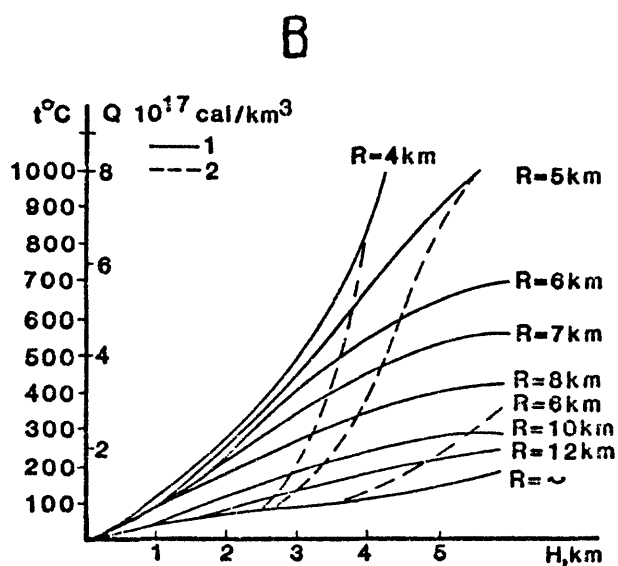 B
t°C Q 10¹⁷ cal/km³
1
2
R=4km
1000 8
R=5km
900
800
6
700
R=6km
600
R=7km
500 4
400
R=8km
R=6km
300
R=10km
2
R=12km
200
R=~
100
1 2 3 4 5 H,km